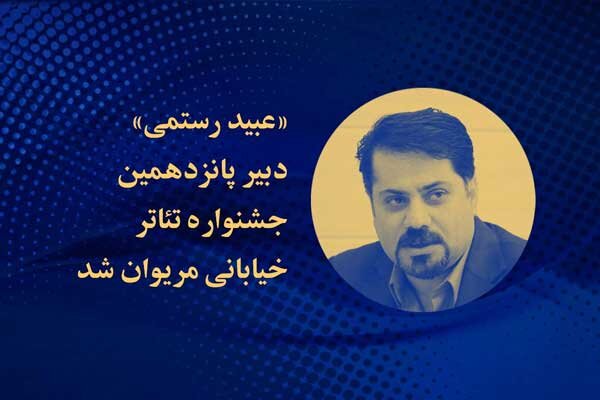 «عبید رستمی»
دبیر پانزدهمین
جشنواره تئاتر
خیابانی مریوان شد